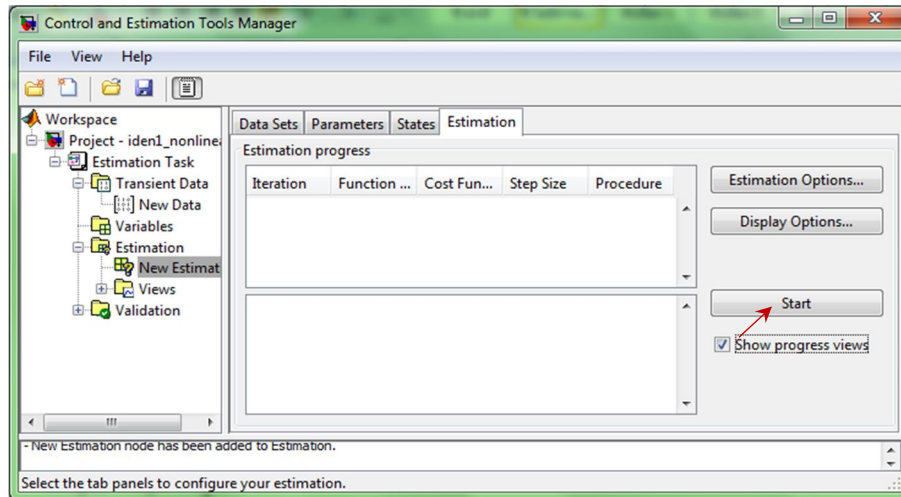 Control and Estimation Tools Manager
File View Help
Workspace
Project - iden1_nonline
Estimation Task
Transient Data
New Data
Variables
Estimation
New Estimat
Views
Validation
Data Sets Parameters States Estimation
Estimation progress
Iteration Function ... Cost Fun... Step Size Procedure
Estimation Options...
Display Options...
Start
Show progress views
- New Estimation node has been added to Estimation.
Select the tab panels to configure your estimation.